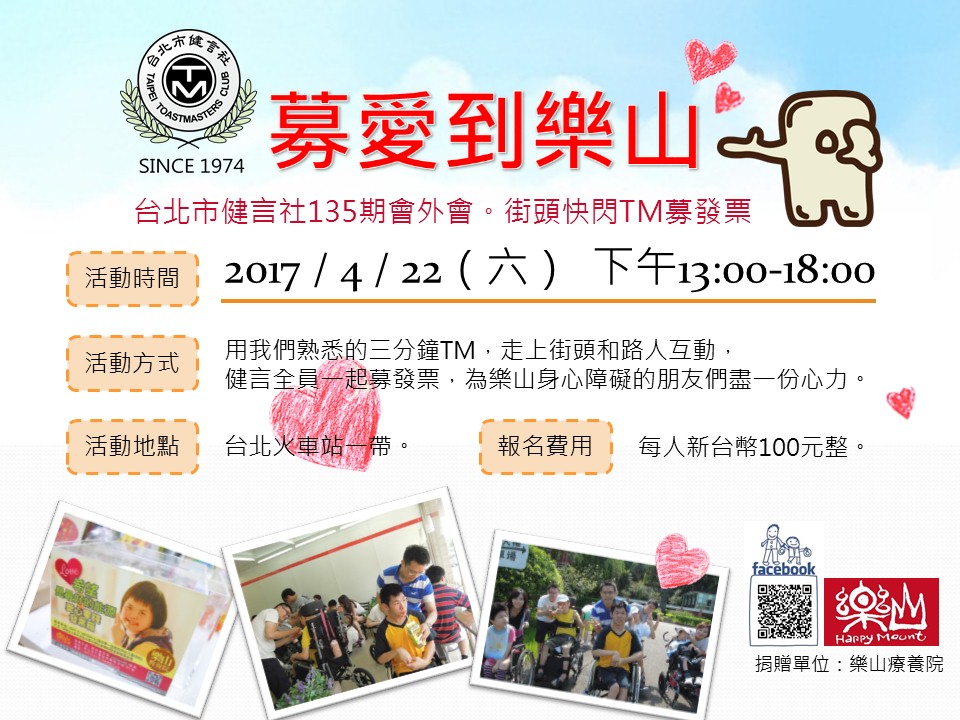 台北市健言社
TM
TAIPEI TOASTMASTERS CLUB
SINCE 1974
募愛到樂山
台北市健言社135期會外會。街頭快閃TM募發票
活動時間
2017 / 4 / 22（六） 下午13:00-18:00
活動方式
用我們熟悉的三分鐘TM，走上街頭和路人互動，
健言全員一起募發票，為樂山身心障礙的朋友們盡一份心力。
活動地點
台北火車站一帶。
報名費用
每人新台幣100元整。
facebook
樂山
Happy Mount
捐贈單位：樂山療養院